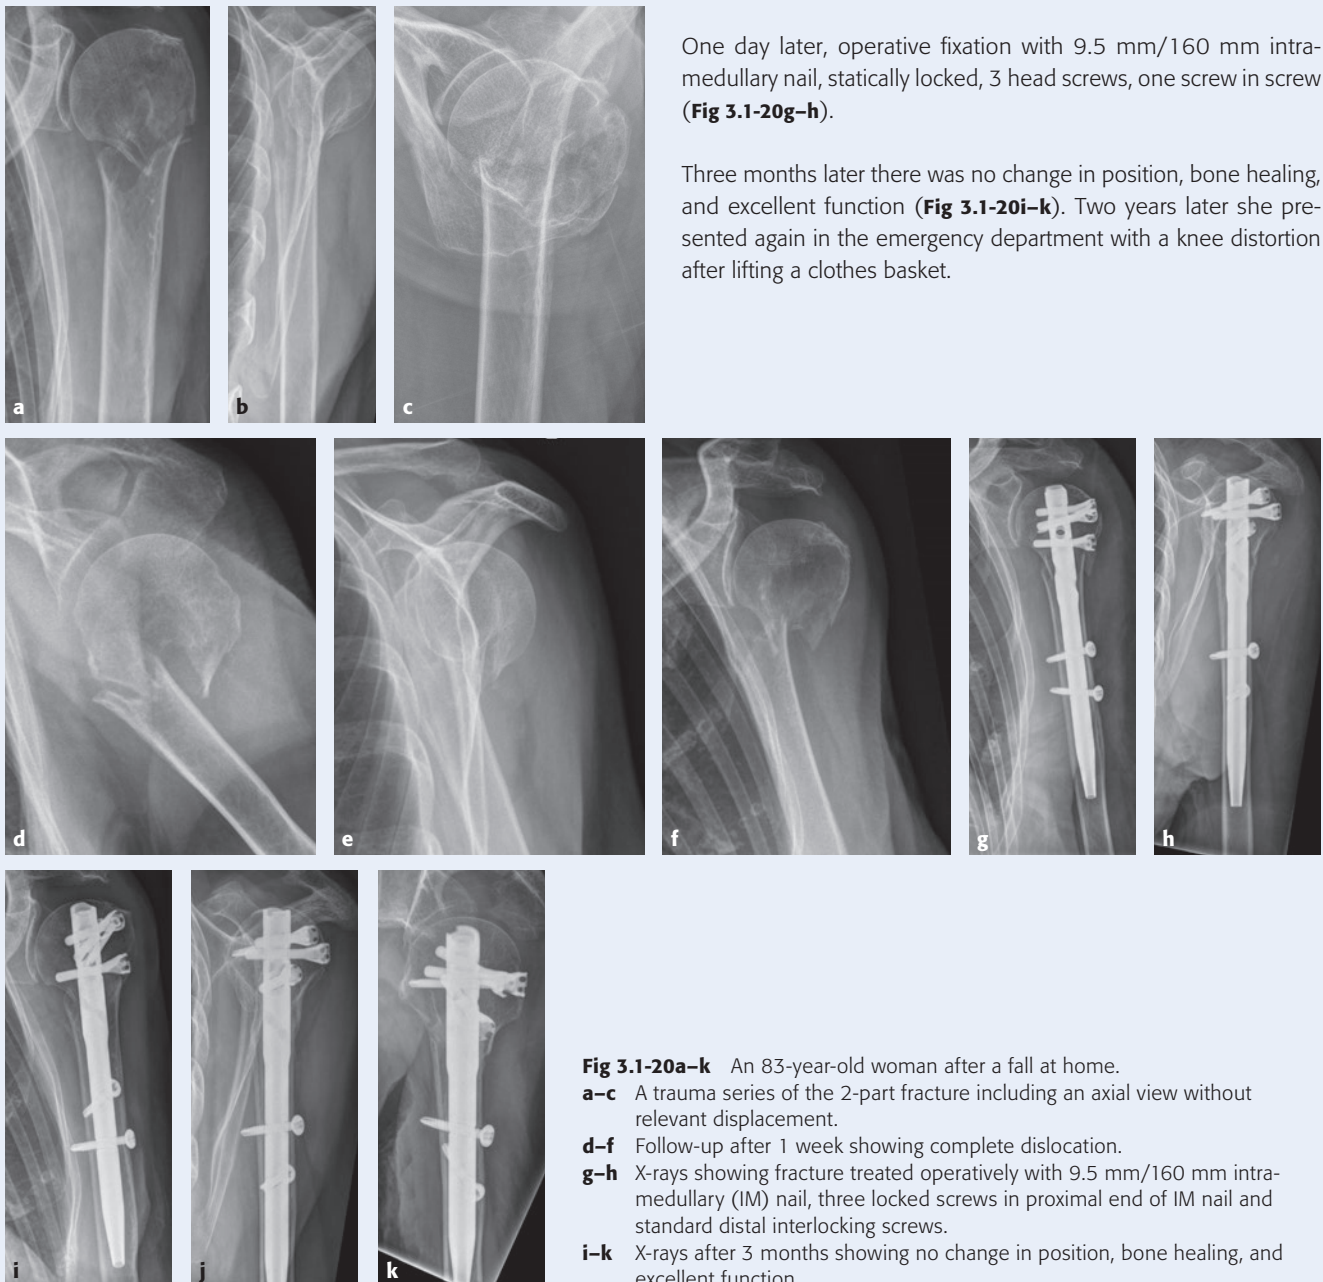 One day later, operative fixation with 9.5 mm/160 mm intra-
medullary nail, statically locked, 3 head screws, one screw in screw
(Fig 3.1-20g–h).
Three months later there was no change in position, bone healing,
and excellent function (Fig 3.1-20i–k). Two years later she pre-
sented again in the emergency department with a knee distortion
after lifting a clothes basket.
a
b
c
d
e
f
g
h
i
j
k
Fig 3.1-20a–k An 83-year-old woman after a fall at home.
a–c A trauma series of the 2-part fracture including an axial view without
relevant displacement.
d–f Follow-up after 1 week showing complete dislocation.
g–h X-rays showing fracture treated operatively with 9.5 mm/160 mm intra-
medullary (IM) nail, three locked screws in proximal end of IM nail and
standard distal interlocking screws.
i–k X-rays after 3 months showing no change in position, bone healing, and
excellent function.